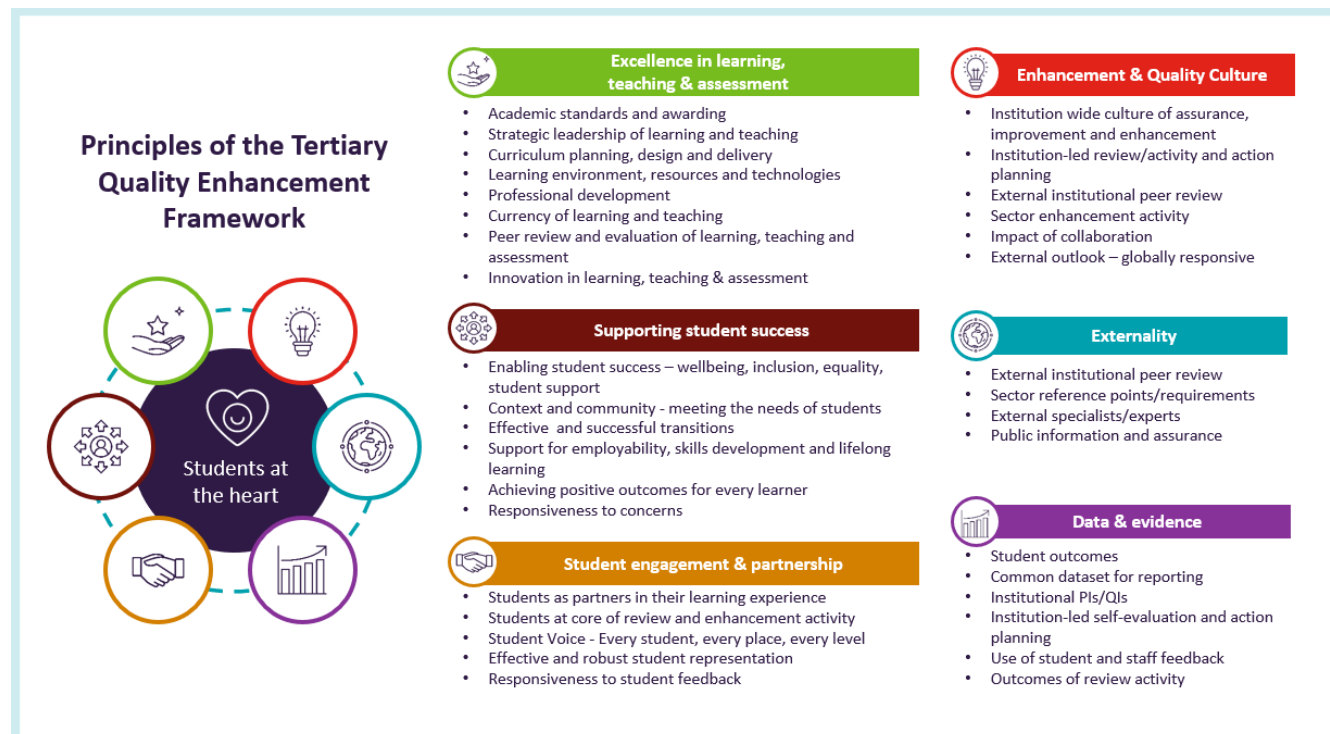 Principles of the Tertiary
Quality Enhancement
Framework
Students at
the heart
Excellence in learning,
teaching & assessment
• Academic standards and awarding
• Strategic leadership of learning and teaching
• Curriculum planning, design and delivery
• Learning environment, resources and technologies
• Professional development
• Currency of learning and teaching
• Peer review and evaluation of learning, teaching and
assessment
• Innovation in learning, teaching & assessment
Supporting student success
• Enabling student success – wellbeing, inclusion, equality,
student support
• Context and community - meeting the needs of students
• Effective  and successful transitions
• Support for employability, skills development and lifelong
learning
• Achieving positive outcomes for every learner
• Responsiveness to concerns
Student engagement & partnership
• Students as partners in their learning experience
• Students at core of review and enhancement activity
• Student Voice - Every student, every place, every level
• Effective and robust student representation
• Responsiveness to student feedback
Enhancement & Quality Culture
• Institution wide culture of assurance,
improvement and enhancement
• Institution-led review/activity and action
planning
• External institutional peer review
• Sector enhancement activity
• Impact of collaboration
• External outlook – globally responsive
Externality
• External institutional peer review
• Sector reference points/requirements
• External specialists/experts
• Public information and assurance
Data & evidence
• Student outcomes
• Common dataset for reporting
• Institutional PIs/QIs
• Institution-led self-evaluation and action
planning
• Use of student and staff feedback
• Outcomes of review activity